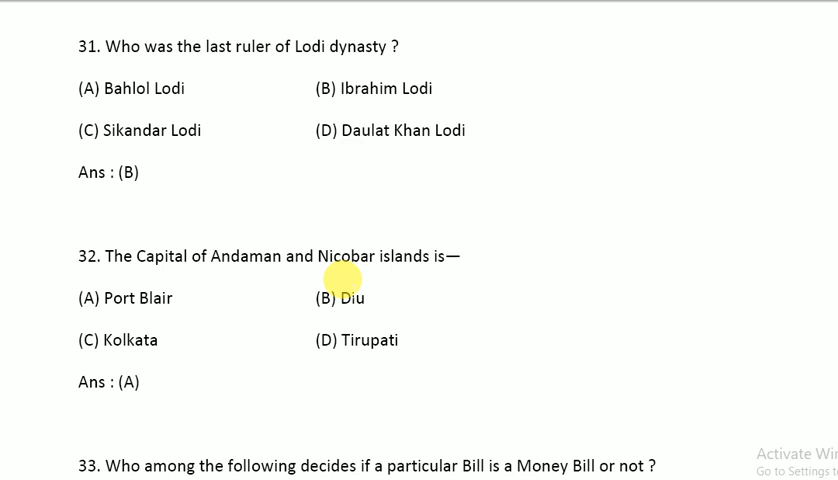 31. Who was the last ruler of Lodi dynasty ?
(A) Bahlol Lodi (B) Ibrahim Lodi
(C) Sikandar Lodi (D) Daulat Khan Lodi
Ans : (B)
32. The Capital of Andaman and Nicobar islands is—
(A) Port Blair (B) Diu
(C) Kolkata (D) Tirupati
Ans : (A)
33. Who among the following decides if a particular Bill is a Money Bill or not ?
Activate
Go to Settings